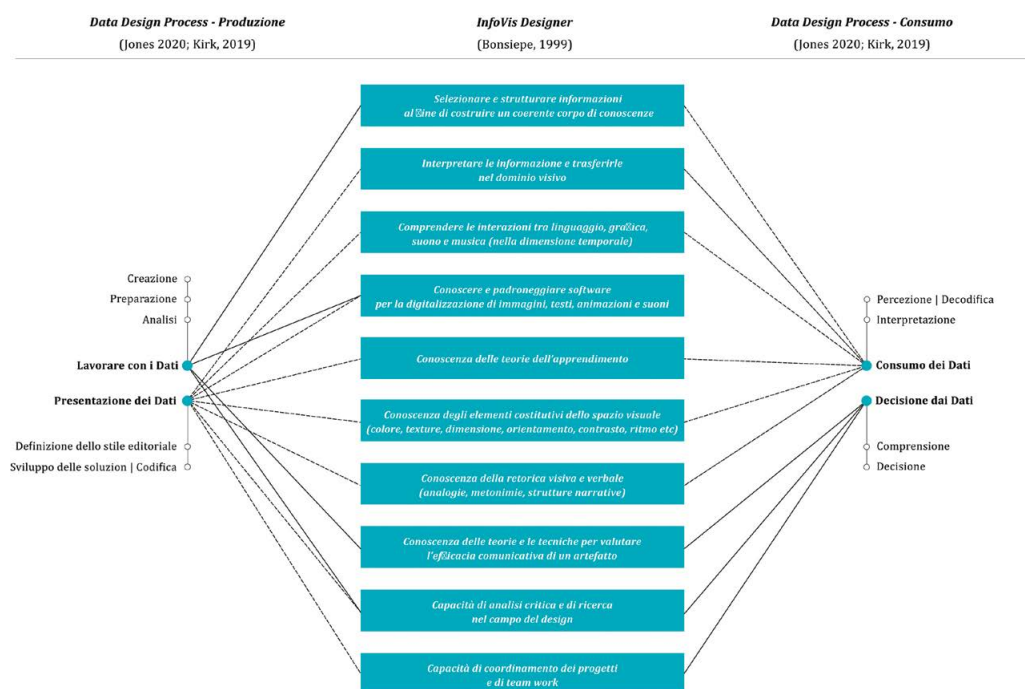 Data Design Process - Produzione
(Jones 2020; Kirk, 2019)
InfoVis Designer
(Bonsiepe, 1999)
Data Design Process - Consumo
(Jones 2020; Kirk, 2019)
Selezionare e strutturare informazioni
al�ine di costruire un coerente corpo di conoscenze
Interpretare le informazione e trasferirle
nel dominio visivo
Comprendere le interazioni tra linguaggio, gra�ica,
suono e musica (nella dimensione temporale)
Conoscere e padroneggiare software
per la digitalizzazione di immagini, testi, animazioni e suoni
Conoscenza delle teorie dell'apprendimento
Conoscenza degli elementi costitutivi dello spazio visuale
(colore, texture, dimensione, orientamento, contrasto, ritmo etc)
Conoscenza della retorica visiva e verbale
(analogie, metonimie, strutture narrative)
Conoscenza delle teorie e le tecniche per valutare
l'ef�icacia comunicativa di un artefatto
Capacità di analisi critica e di ricerca
nel campo del design
Capacità di coordinamento dei progetti
e di team work
Creazione
Preparazione
Analisi
Lavorare con i Dati
Presentazione dei Dati
Definizione dello stile editoriale
Sviluppo delle soluzion | Codifica
Percezione | Decodifica
Interpretazione
Consumo dei Dati
Decisione dai Dati
Comprensione
Decisione